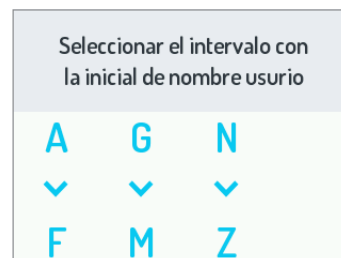 Seleccionar el intervalo con
la inicial de nombre usurio
A G N
F M Z